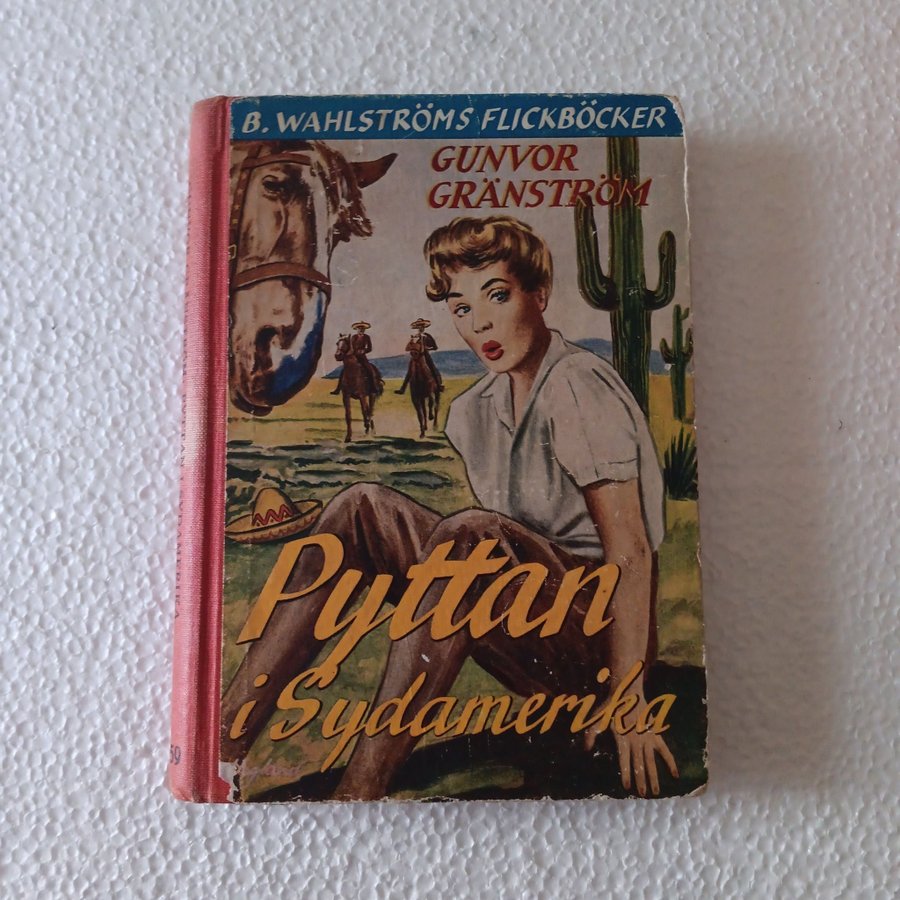 B. WAHLSTRÖMS FLICKBÖCKER
GUNVOR
GRÄNSTRÖM
Pyttan
i Sydamerika